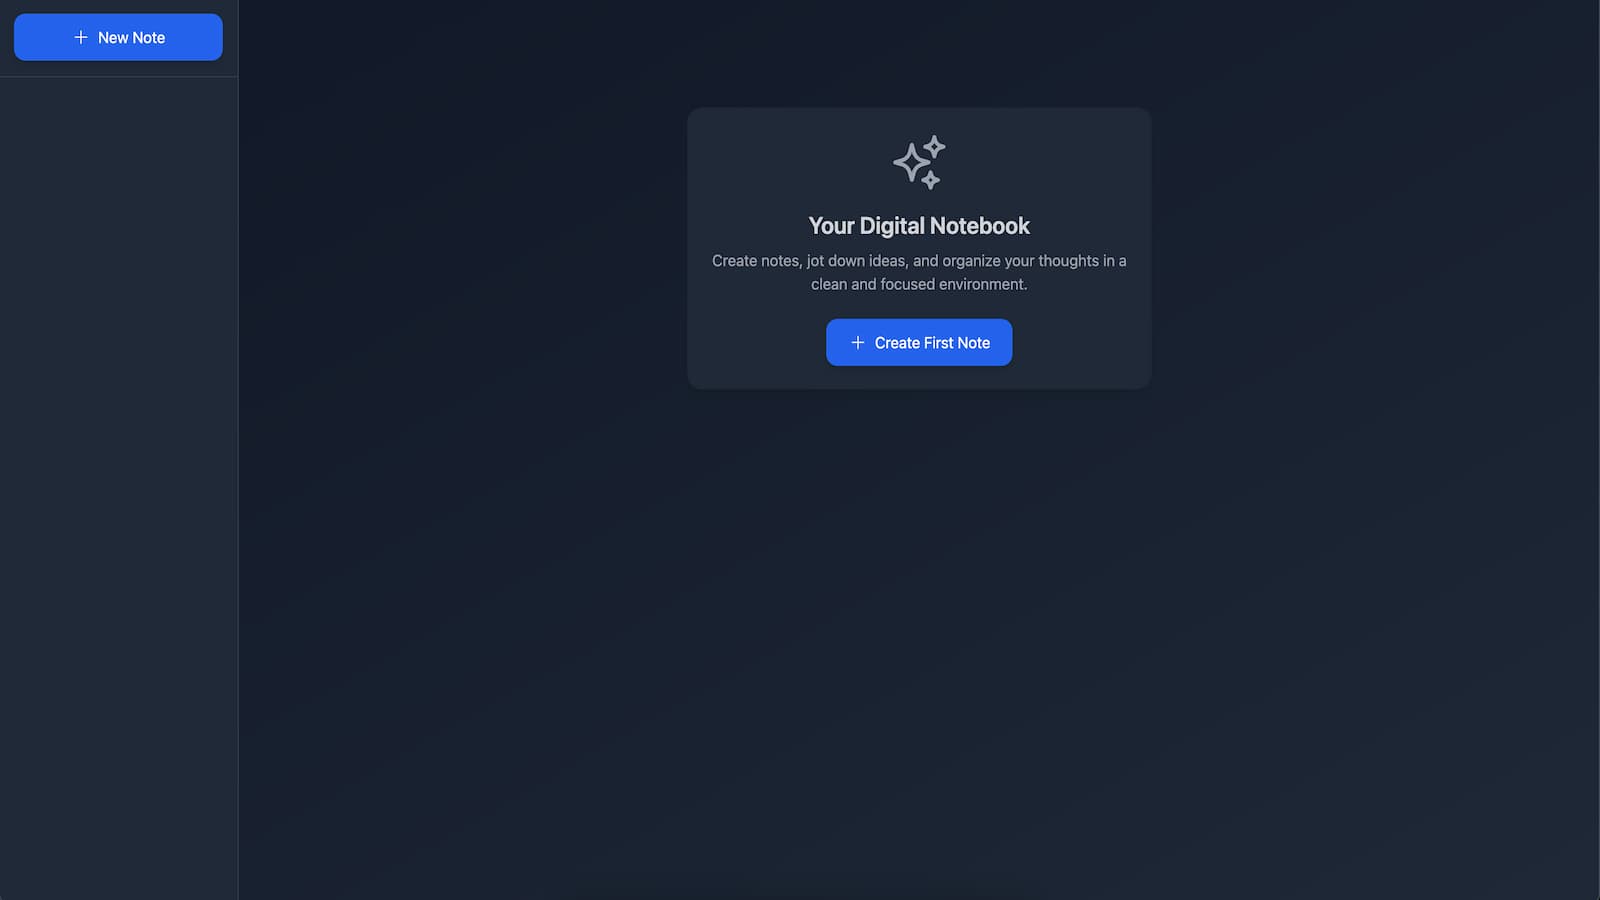 New Note
Your Digital Notebook
Create notes, jot down ideas, and organize your thoughts in a
clean and focused environment.
Create First Note